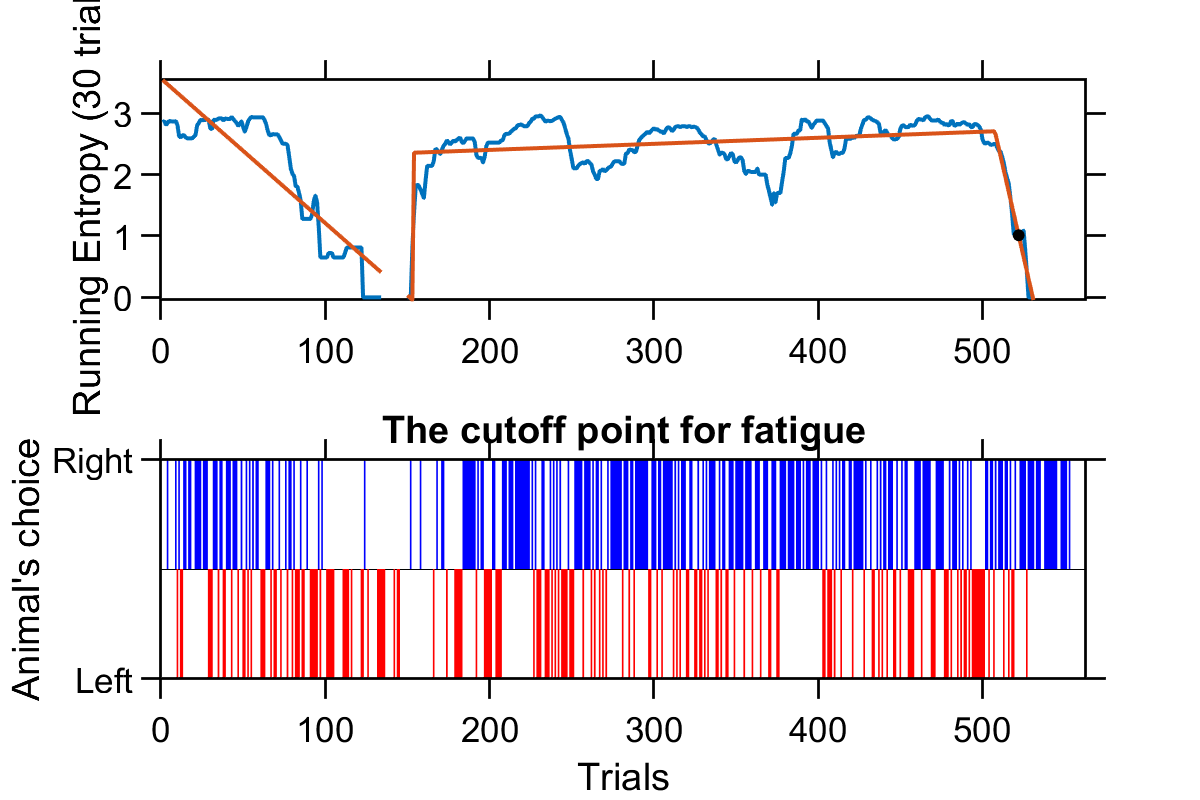 Running Entropy (30 trial
3
2
1
0
0 100 200 300 400 500
The cutoff point for fatigue
Animal's choice
Right
Left
0 100 200 300 400 500
Trials